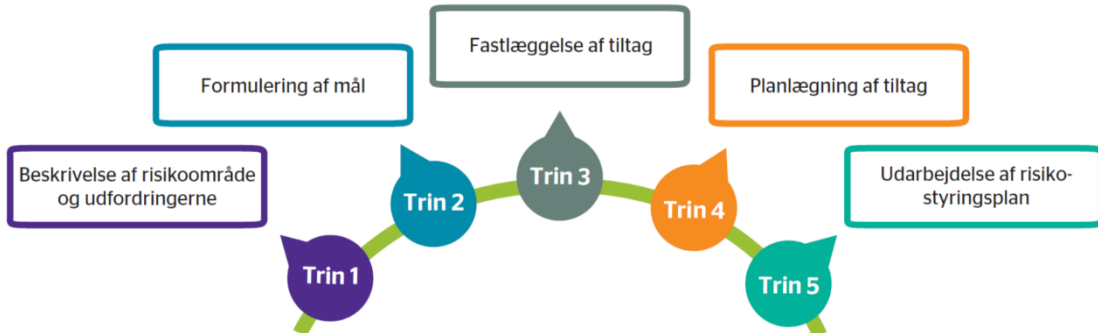 Beskrivelse af risikoområde
og udfordringerne
Trin 1
Formulering af mål
Trin 2
Fastlæggelse af tiltag
Trin 3
Planlægning af tiltag
Trin 4
Udarbejdelse af risiko-
styringsplan
Trin 5